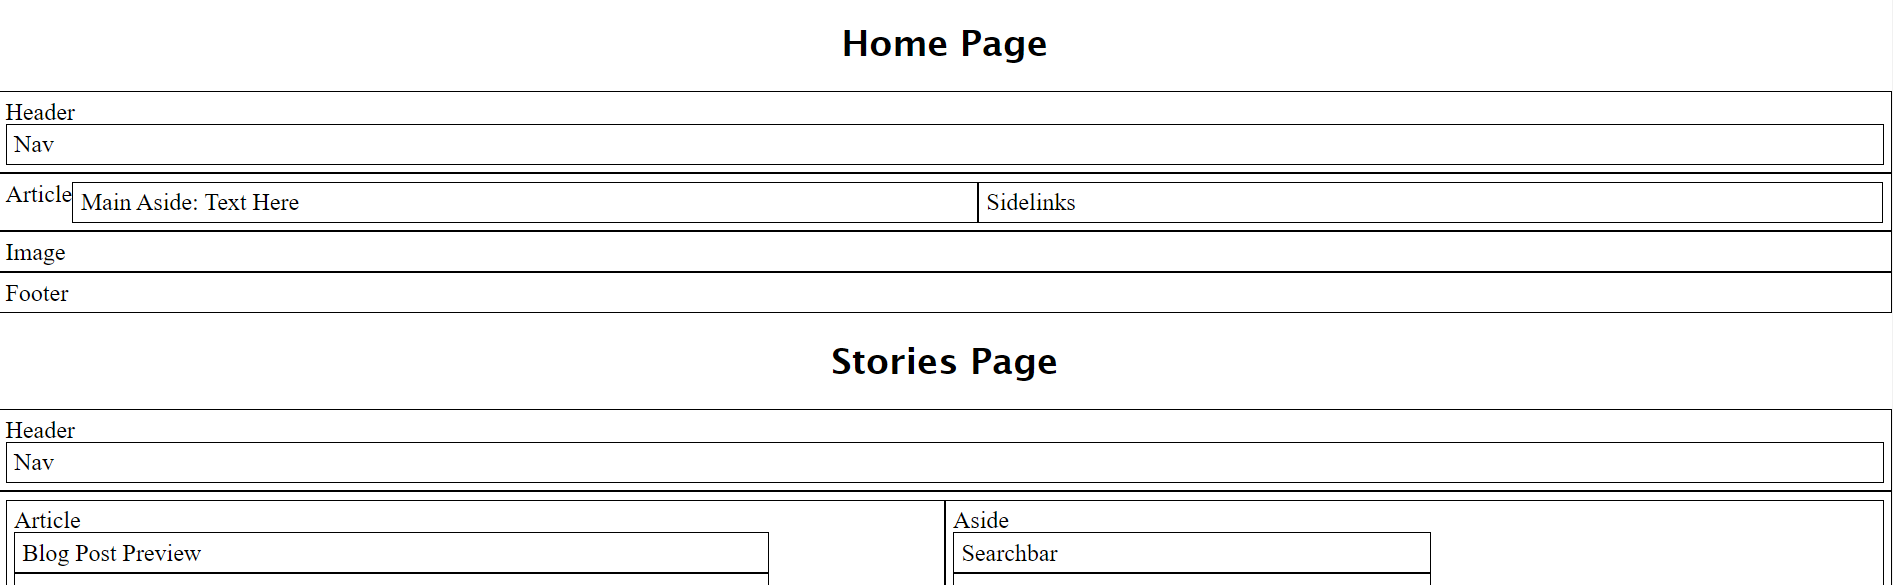 Home Page
Header
Nav
Article
Main Aside: Text Here
Sidelinks
Image
Footer
Stories Page
Header
Nav
Article
Blog Post Preview
Aside
Searchbar